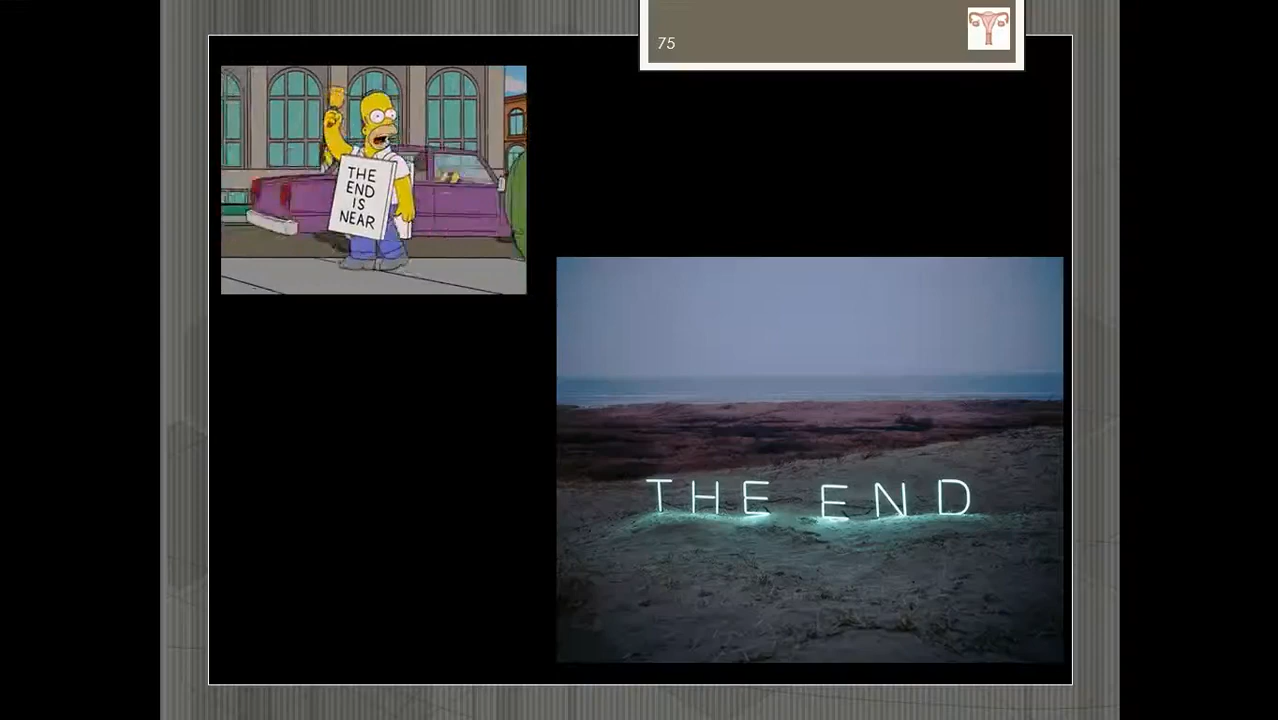 75
THE
END
IS
NEAR
THE END